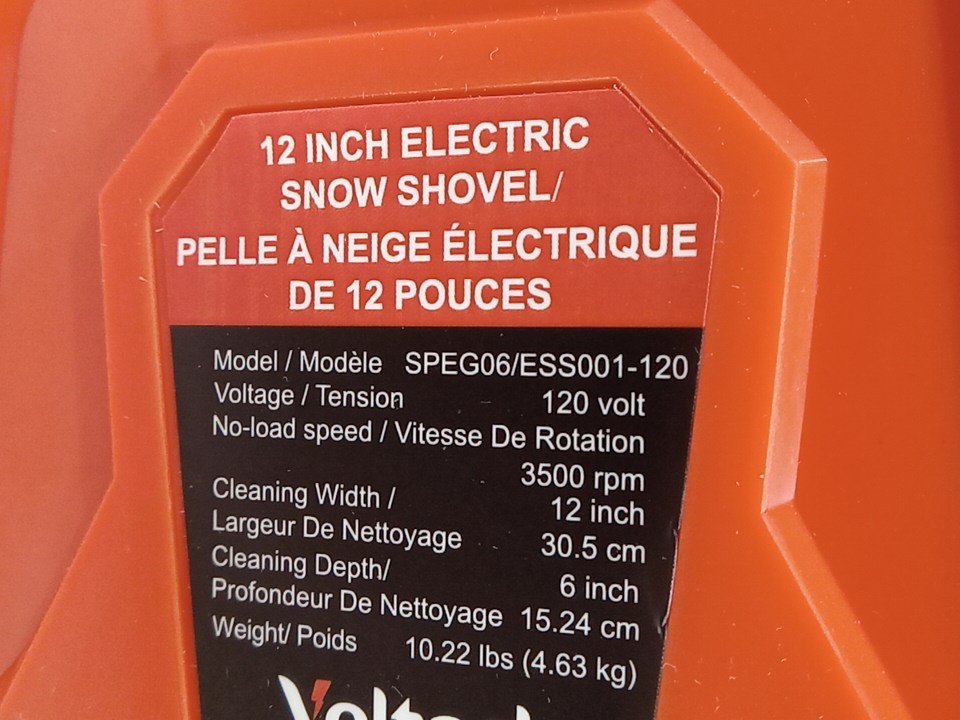 12 INCH ELECTRIC
SNOW SHOVEL/
PELLE À NEIGE ÉLECTRIQUE
DE 12 POUCES
Model / Modèle SPEG06/ESS001-120
Voltage / Tension 120 volt
No-load speed / Vitesse De Rotation
3500 rpm
Cleaning Width / 12 inch
Largeur De Nettoyage 30.5 cm
Cleaning Depth/ 6 inch
Profondeur De Nettoyage 15.24 cm
Weight/ Poids 10.22 lbs (4.63 kg)